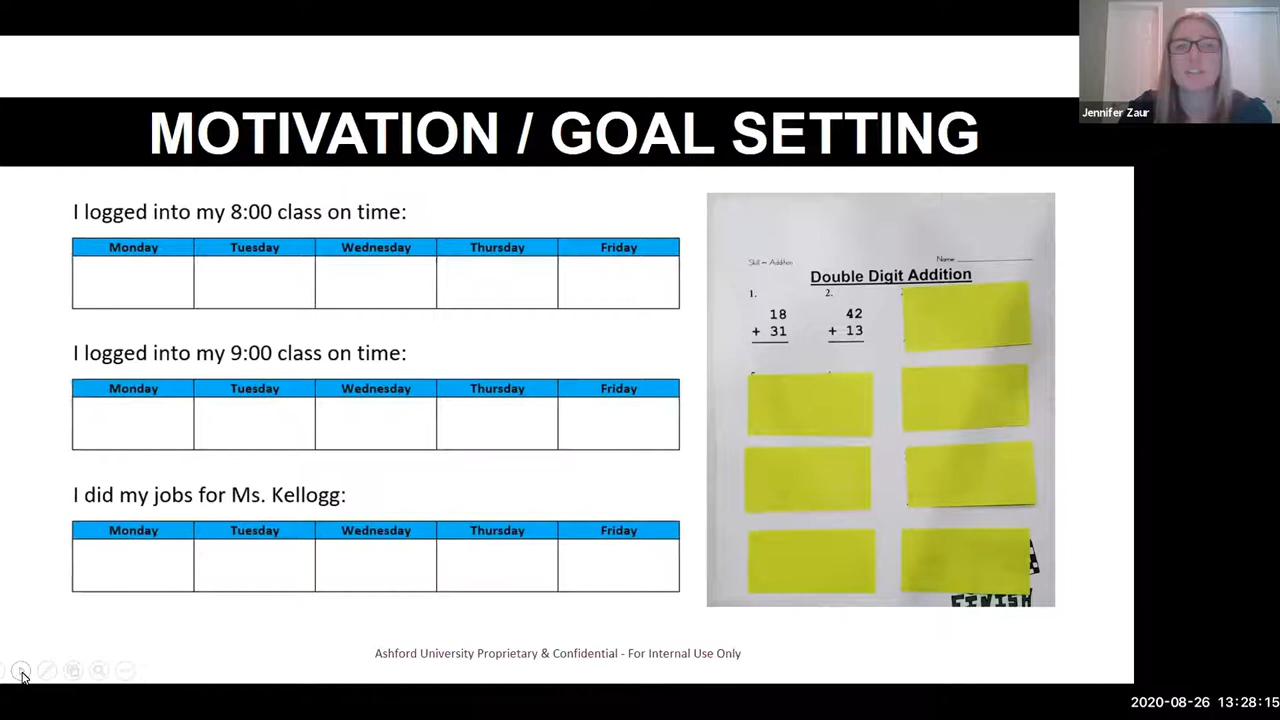 Jennifer Zaur
MOTIVATION / GOAL SETTING
I logged into my 8:00 class on time:
Monday Tuesday Wednesday Thursday Friday
I logged into my 9:00 class on time:
Monday Tuesday Wednesday Thursday Friday
I did my jobs for Ms. Kellogg:
Monday Tuesday Wednesday Thursday Friday
Skill – Addition Name
Double Digit Addition
1. 2.
18 42
+ 31 + 13
FINISH
Ashford University Proprietary & Confidential - For Internal Use Only
2020-08-26 13:28:15